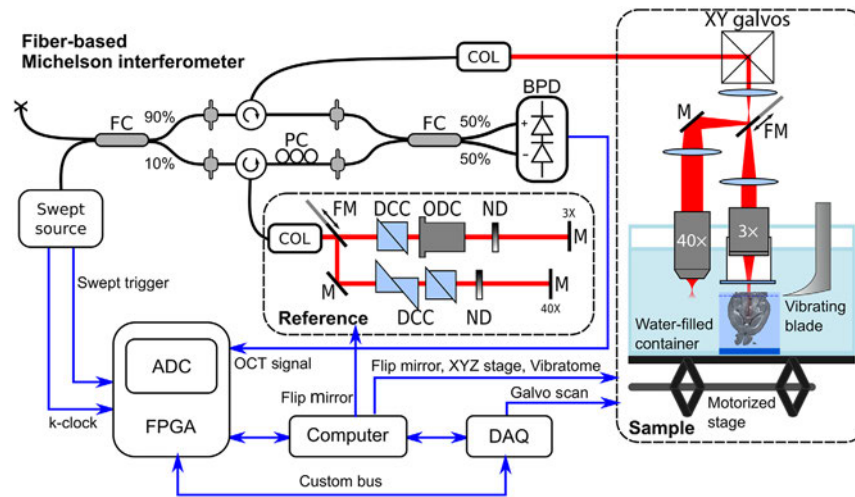 Fiber-based
Michelson interferometer
COL
XY galvos
BPD
90%
FC
10%
PC
FC
50%
50%
+
−
M
FM
Swept
source
FM
DCC
ODC
ND
3X
COL
M
M
DCC
ND
M
40X
Reference
40×
3×
Water-filled
container
Vibrating
blade
Swept trigger
ADC
OCT signal
FPGA
k-clock
Flip mirror
Flip mirror, XYZ stage, Vibratome
Galvo scan
Computer
DAQ
Motorized
stage
Sample
Custom bus